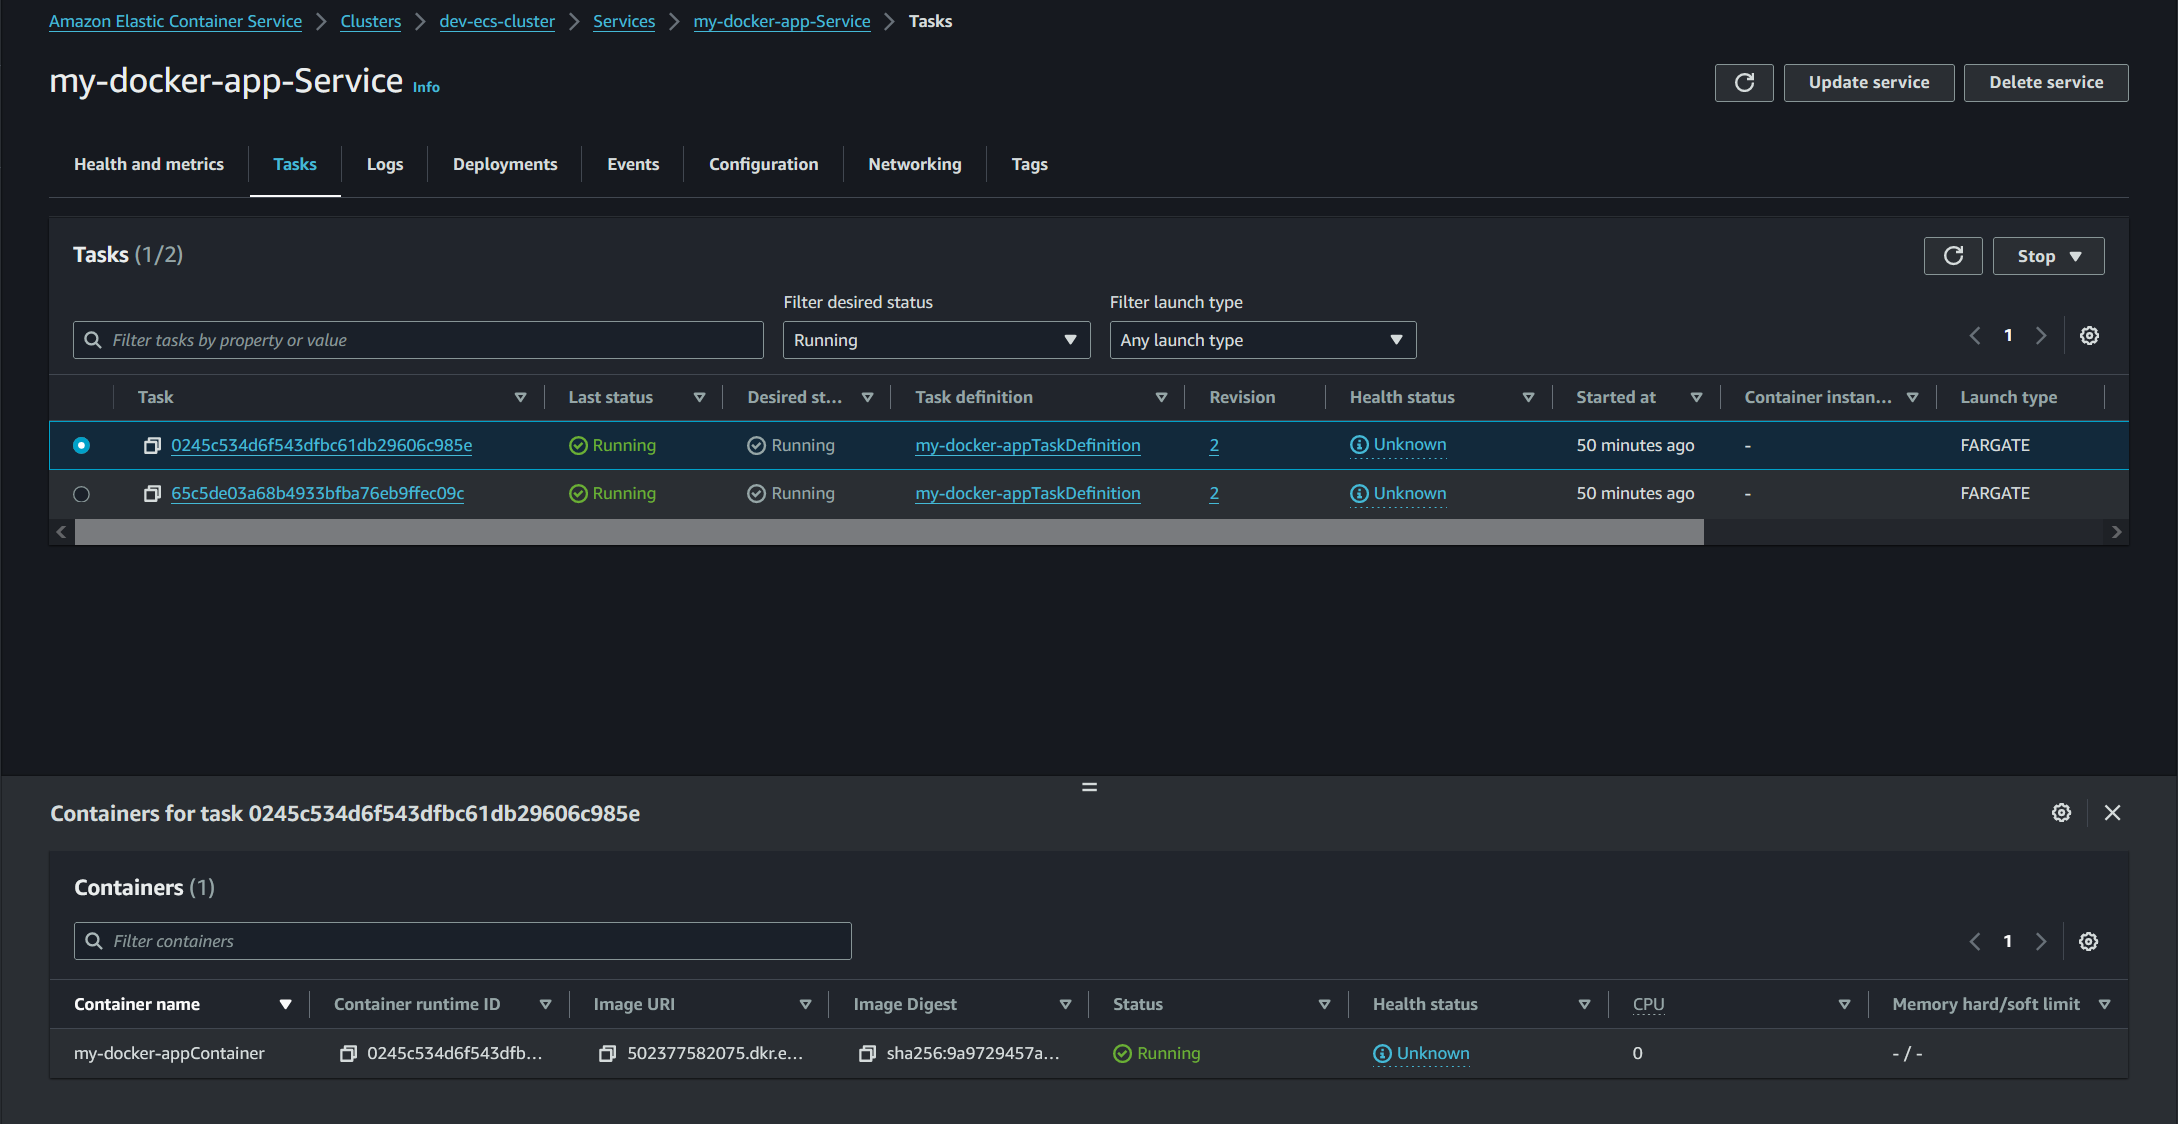 Amazon Elastic Container Service > Clusters > dev-ecs-cluster > Services > my-docker-app-Service > Tasks
my-docker-app-Service Info
Update service Delete service
Health and metrics Tasks Logs Deployments Events Configuration Networking Tags
Tasks (1/2)
Stop
Filter desired status Filter launch type
Filter tasks by property or value Running Any launch type 1
Task Last status Desired st... Task definition Revision Health status Started at Container instan... Launch type
0245c534d6f543dfbc61db29606c985e Running Running my-docker-appTaskDefinition 2 Unknown 50 minutes ago - FARGATE
65c5de03a68b4933bfba76eb9ffec09c Running Running my-docker-appTaskDefinition 2 Unknown 50 minutes ago - FARGATE
Containers for task 0245c534d6f543dfbc61db29606c985e
Containers (1)
Filter containers 1
Container name Container runtime ID Image URI Image Digest Status Health status CPU Memory hard/soft limit
my-docker-appContainer 0245c534d6f543dfb... 502377582075.dkr.e... sha256:9a9729457a... Running Unknown 0 - / -